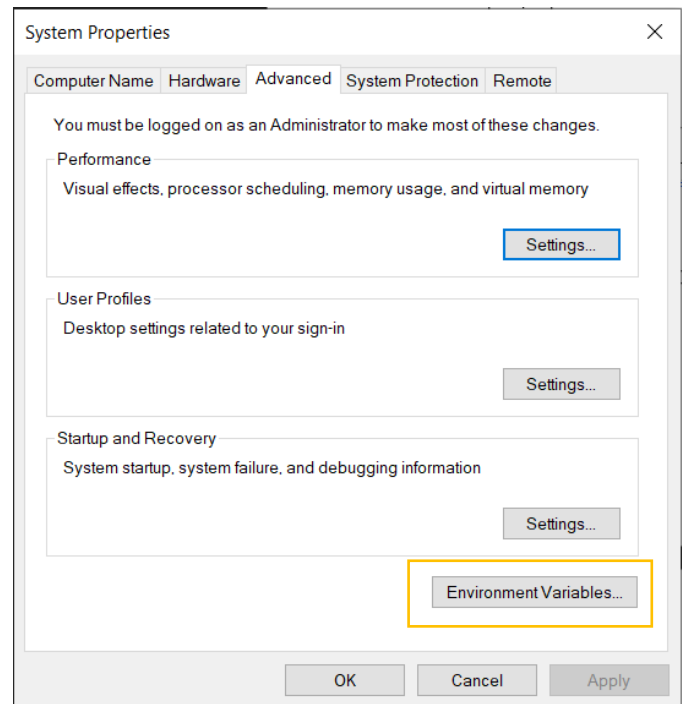 System Properties
Computer Name Hardware Advanced System Protection Remote
You must be logged on as an Administrator to make most of these changes.
Performance
Visual effects, processor scheduling, memory usage, and virtual memory
Settings...
User Profiles
Desktop settings related to your sign-in
Settings...
Startup and Recovery
System startup, system failure, and debugging information
Settings...
Environment Variables...
OK Cancel Apply